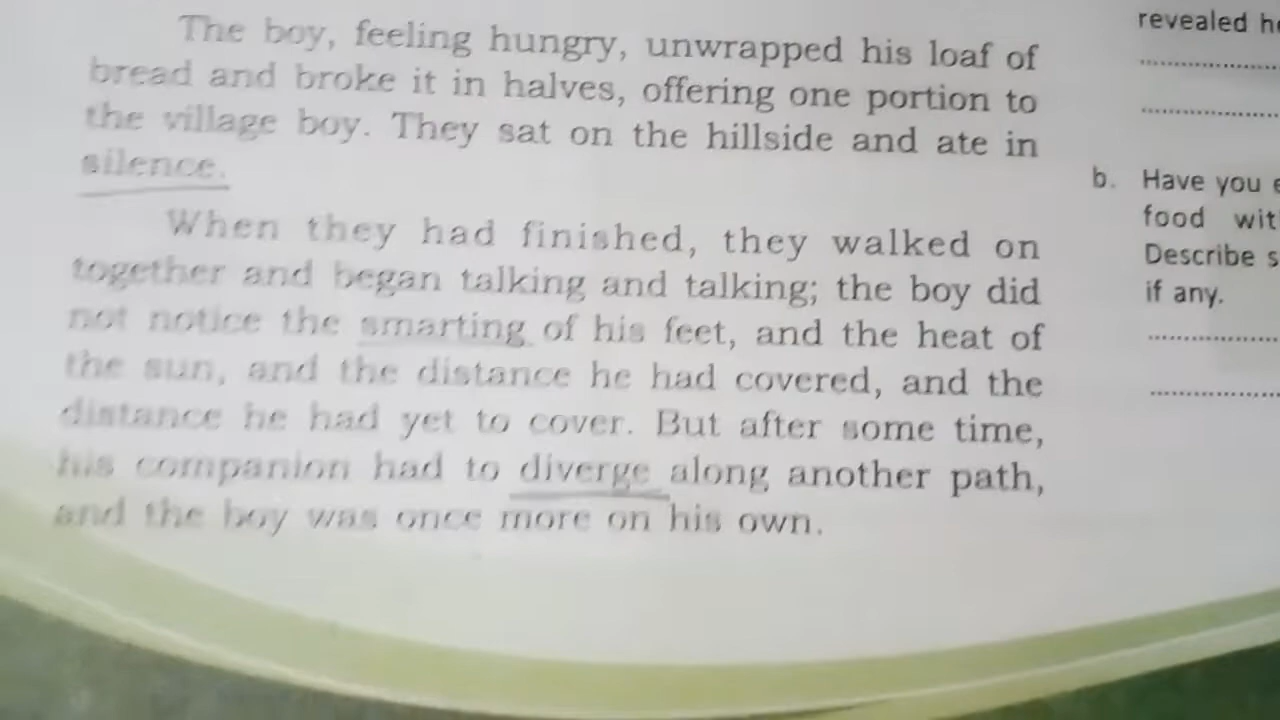 The boy, feeling hungry, unwrapped his loaf of
bread and broke it in halves, offering one portion to
the village boy. They sat on the hillside and ate in
silence.
When they had finished, they walked on
together and began talking and talking; the boy did
not notice the smarting of his feet, and the heat of
the sun, and the distance he had covered, and the
distance he had yet to cover. But after some time,
his companion had to diverge along another path,
and the boy was once more on his own.
revealed
b. Have you
food
Describe
if any.